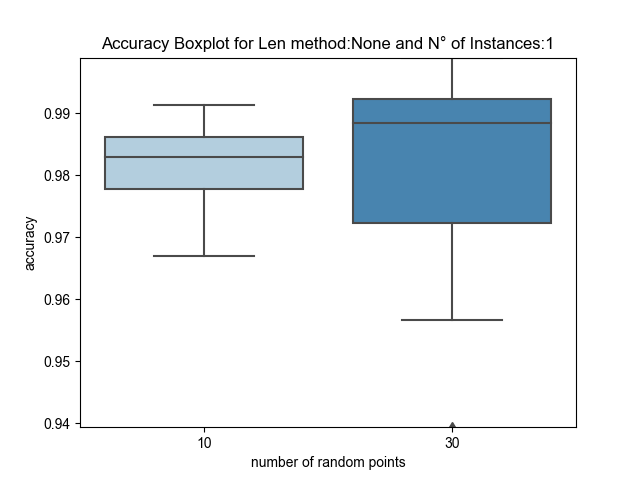 Accuracy Boxplot for Len method:None and N° of Instances:1
0.99
0.98
0.97
0.96
0.95
0.94
accuracy
10
30
number of random points